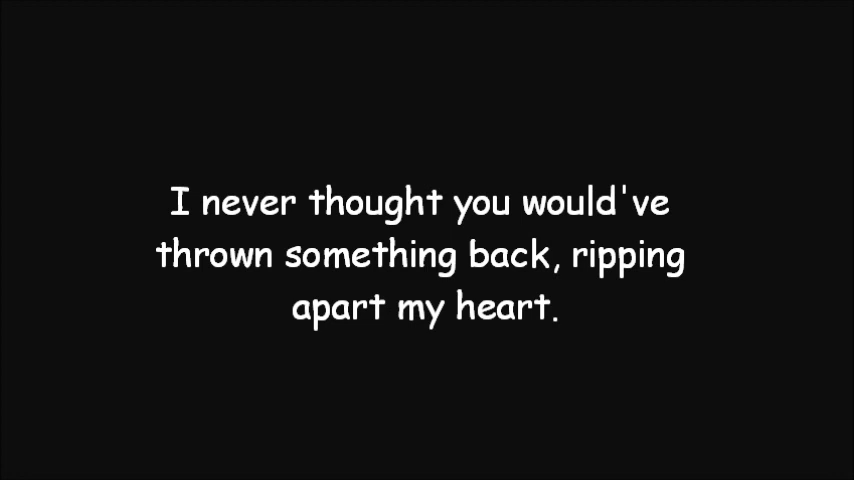 I never thought you would've
thrown something back, ripping
apart my heart.